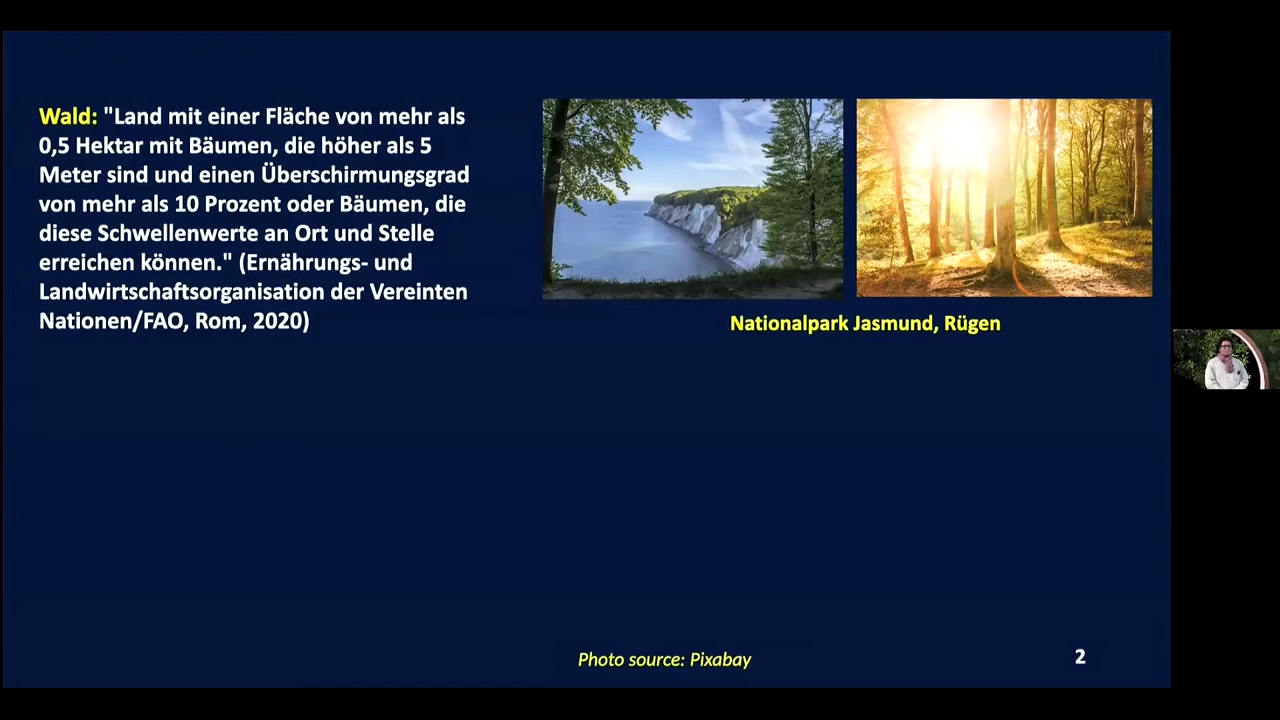 Wald: "Land mit einer Fläche von mehr als
0,5 Hektar mit Bäumen, die höher als 5
Meter sind und einen Überschirmungsgrad
von mehr als 10 Prozent oder Bäumen, die
diese Schwellenwerte an Ort und Stelle
erreichen können." (Ernährungs- und
Landwirtschaftsorganisation der Vereinten
Nationen/FAO, Rom, 2020)
Nationalpark Jasmund, Rügen
Photo source: Pixabay
2